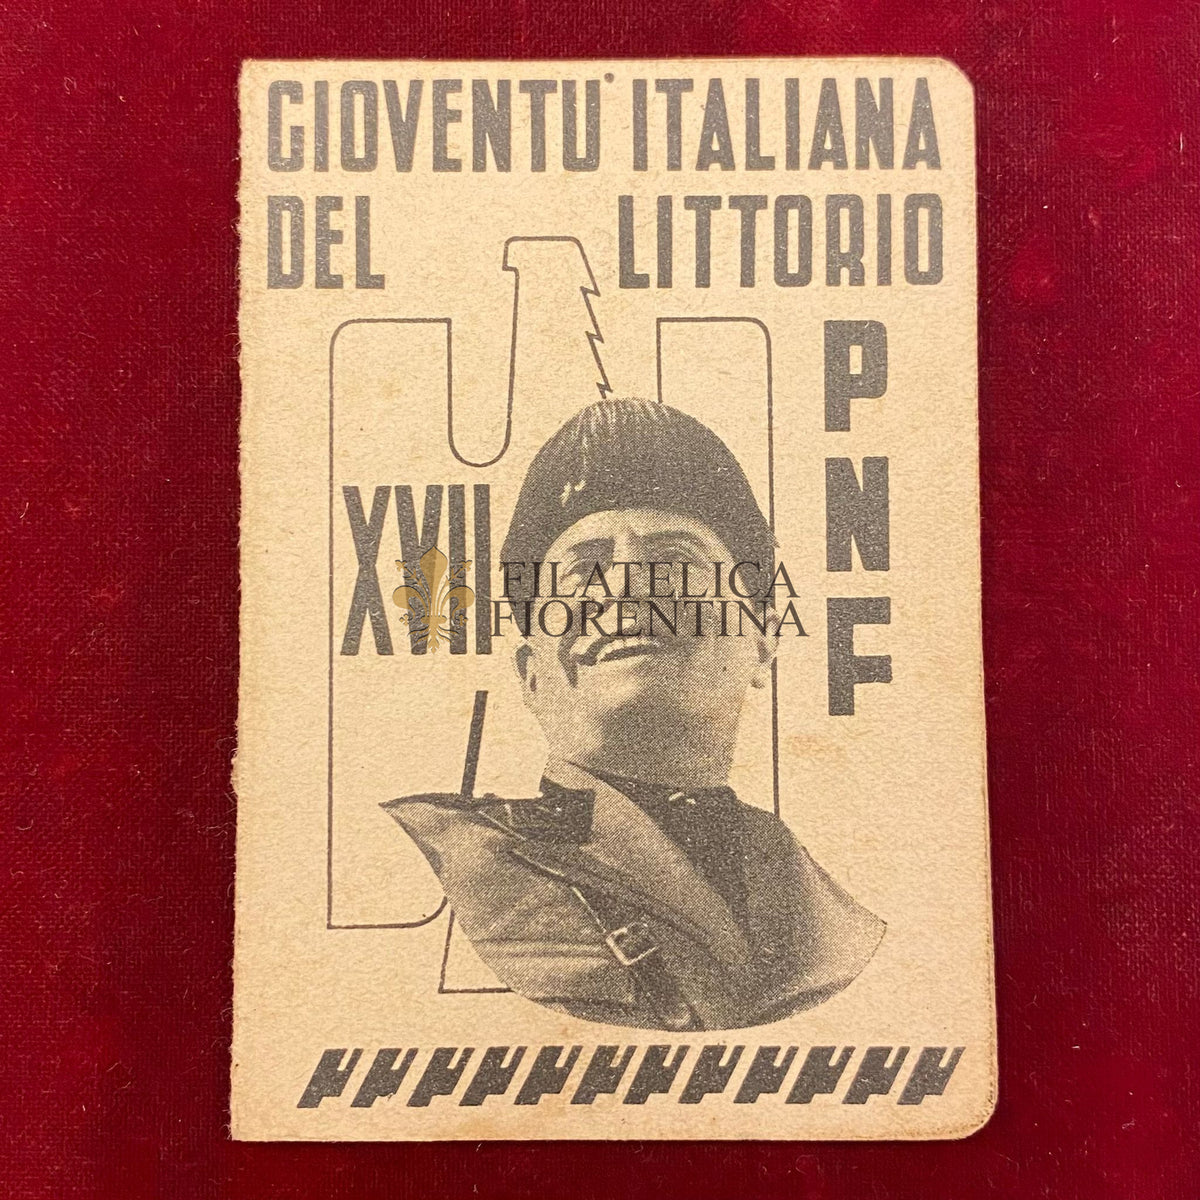 GIOVENTU' ITALIANA
DEL LITTORIO
PNF
XVII
FILATELICA
FIORENTINA